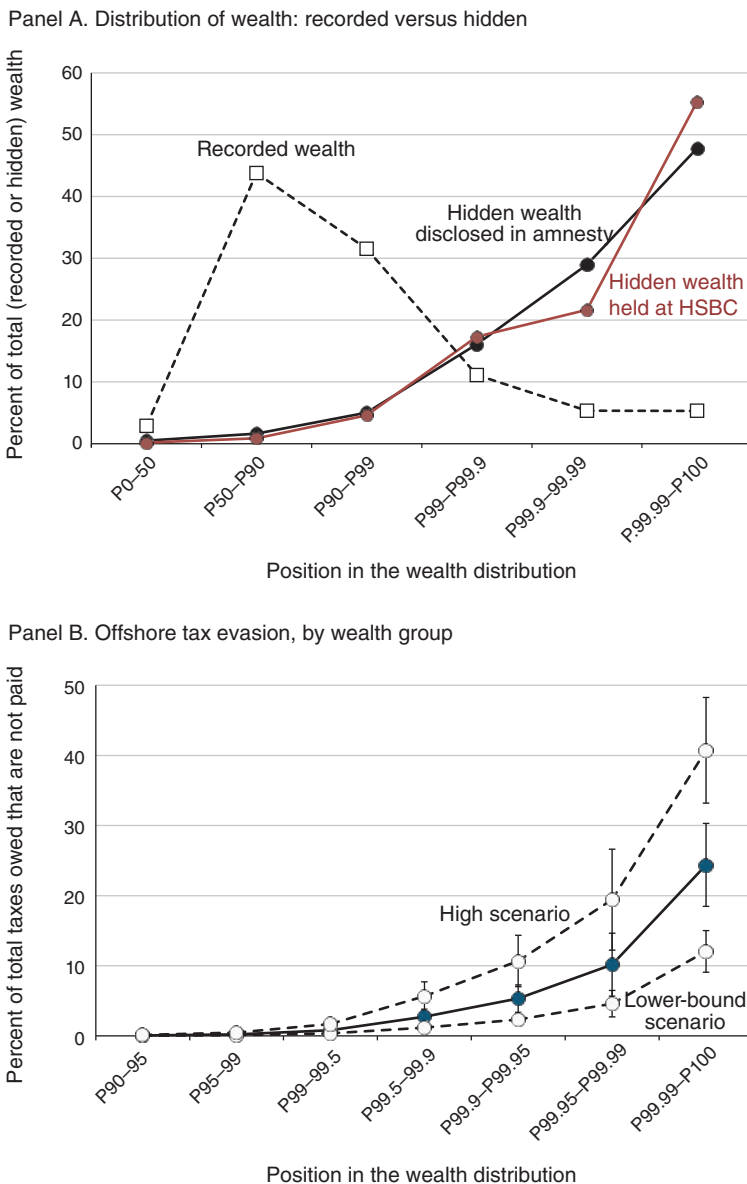 Panel A. Distribution of wealth: recorded versus hidden
Percent of total (recorded or hidden) wealth
60
50
40
30
20
10
0
Recorded wealth
Hidden wealth
disclosed in amnesty
Hidden wealth
held at HSBC
P0–50
P50–P90
P90–P99
P99–P99.9
P99.9–99.99
P.99.99–P100
Position in the wealth distribution
Panel B. Offshore tax evasion, by wealth group
Percent of total taxes owed that are not paid
50
40
30
20
10
0
High scenario
Lower-bound
scenario
P90–95
P95–99
P99–99.5
P99.5–99.9
P99.9–P99.95
P99.95–P99.99
P99.99–P100
Position in the wealth distribution